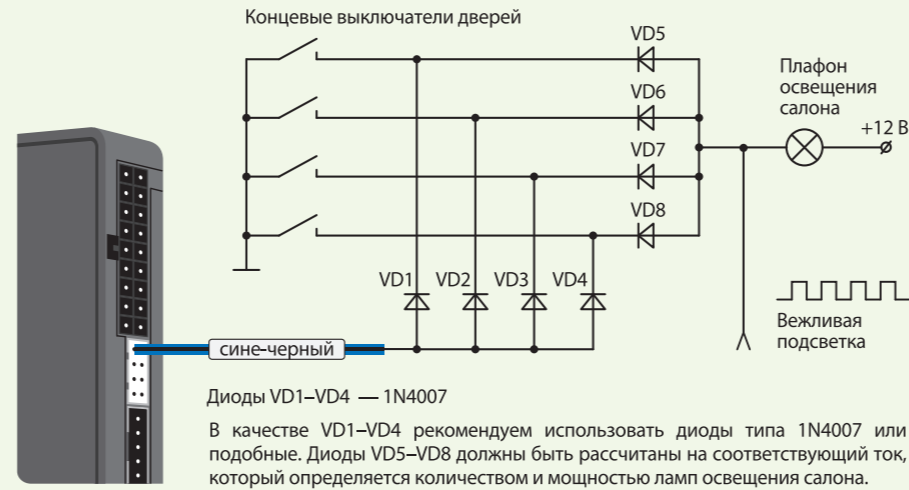 Концевые выключатели дверей
VD5
VD6
VD7
VD8
Плафон
освещения
салона
+12 В
VD1
VD2
VD3
VD4
Вежливая
подсветка
сине-черный
Диоды VD1–VD4 — 1N4007
В качестве VD1–VD4 рекомендуем использовать диоды типа 1N4007 или
подобные. Диоды VD5–VD8 должны быть рассчитаны на соответствующий ток,
который определяется количеством и мощностью ламп освещения салона.